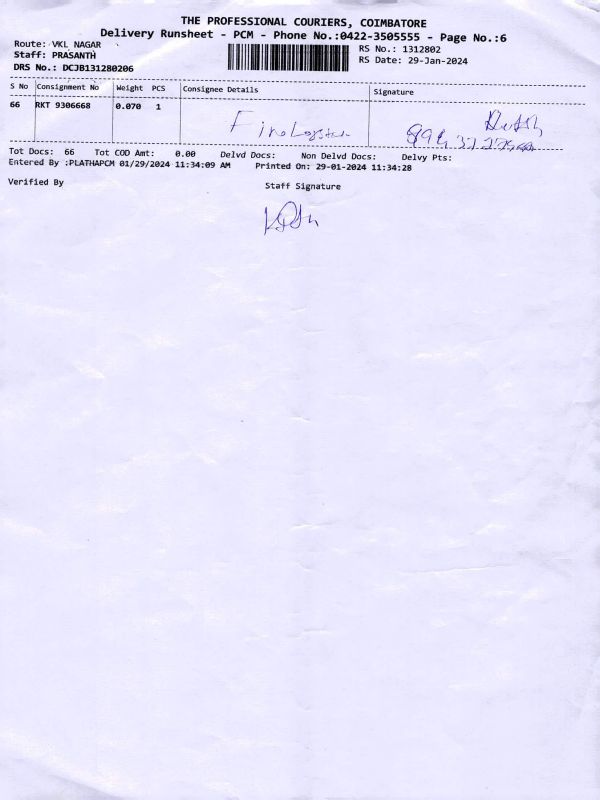 THE PROFESSIONAL COURIERS, COIMBATORE
Delivery Runsheet - PCM - Phone No.:0422-3505555 - Page No.:6
Route: VKL NAGAR
RS No.: 1312802
Staff: PRASANTH
RS Date: 29-Jan-2024
DRS No.: DCJB131280206
S No Consignment No Weight PCS Consignee Details Signature
66 RKT 9306668 0.070 1
Tot Docs: 66 Tot COD Amt: 0.00 Delvd Docs: Non Delvd Docs: Delvy Pts:
Entered By :PLATHAPCM 01/29/2024 11:34:09 AM Printed On: 29-01-2024 11:34:28
Verified By Staff Signature